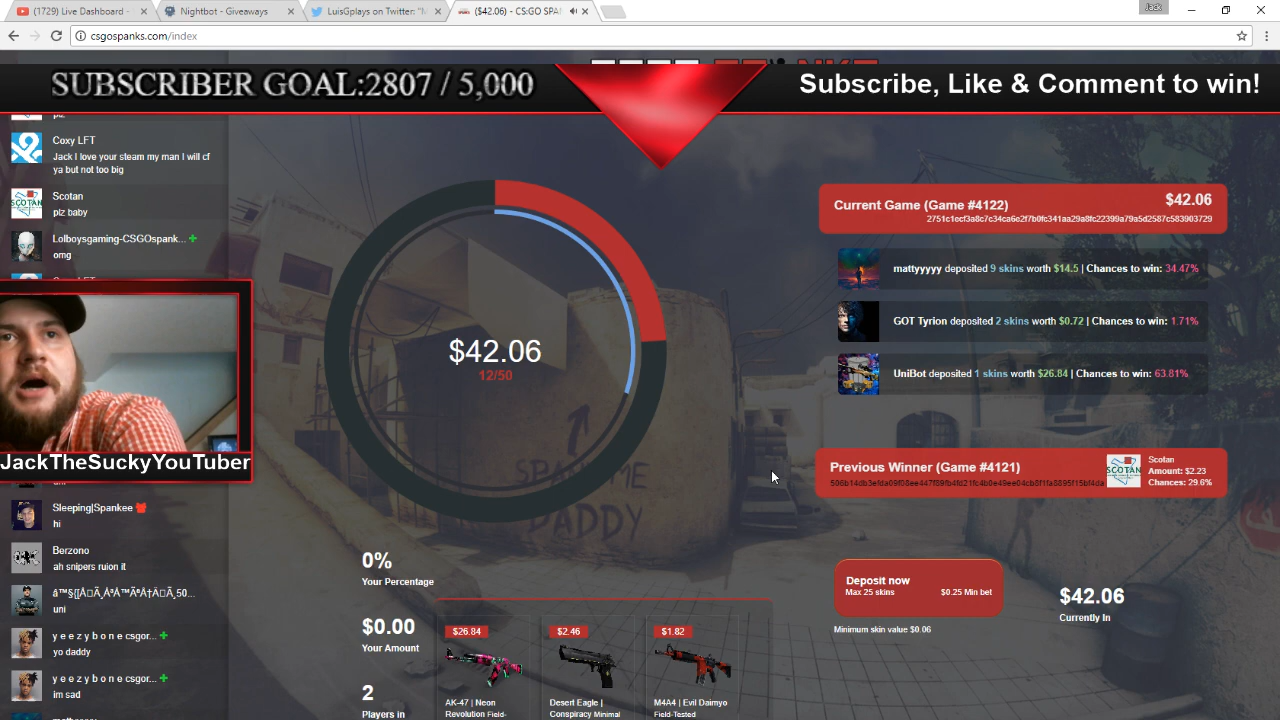 (1729) Live Dashboard -
Nightbot - Giveaways
LuisGplays on Twitter: "M
($42.06) - CS:GO SPAN
Jack
csgospanks.com/index
SUBSCRIBER GOAL:2807 / 5,000
Subscribe, Like & Comment to win!
plz
Coxy LFT
Jack I love your steam my man I will cf
ya but not too big
Scotan
plz baby
Lolboysgaming-CSGOspank...
omg
JackTheSuckyYouTuber
Sleeping|Spankee
hi
Berzono
ah snipers ruion it
uni
y e e z y b o n e csgor...
yo daddy
y e e z y b o n e csgor...
im sad
$42.06
12/50
SPANK ME
DADDY
0%
Your Percentage
$0.00
Your Amount
2
Players in
$26.84
AK-47 | Neon
Revolution Field-
$2.46
Desert Eagle |
Conspiracy Minimal
$1.82
M4A4 | Evil Daimyo
Field-Tested
Current Game (Game #4122)
$42.06
mattyyyyy deposited 9 skins worth $14.5 | Chances to win: 34.47%
GOT Tyrion deposited 2 skins worth $0.72 | Chances to win: 1.71%
UniBot deposited 1 skins worth $26.84 | Chances to win: 63.81%
Previous Winner (Game #4121)
SCOTAN
Scotan
Amount: $2.23
Chances: 29.6%
Deposit now
Max 25 skins
$0.25 Min bet
Minimum skin value $0.06
$42.06
Currently In